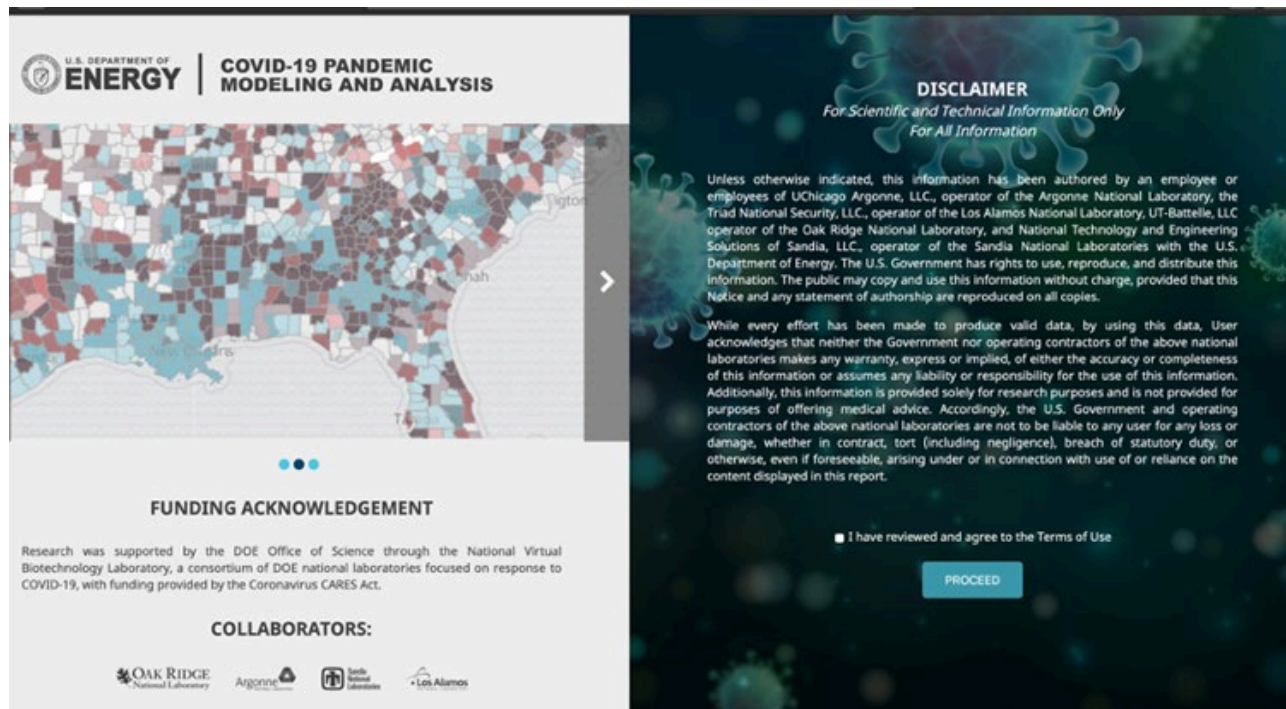 U.S. DEPARTMENT OF
ENERGY
COVID-19 PANDEMIC
MODELING AND ANALYSIS
FUNDING ACKNOWLEDGEMENT
Research was supported by the DOE Office of Science through the National Virtual
Biotechnology Laboratory, a consortium of DOE national laboratories focused on response to
COVID-19, with funding provided by the Coronavirus CARES Act.
COLLABORATORS:
OAK RIDGE
National Laboratory
Argonne
Sandia
National
Laboratories
Los Alamos
DISCLAIMER
For Scientific and Technical Information Only
For All Information
Unless otherwise indicated, this information has been authored by an employee or
employees of UChicago Argonne, LLC., operator of the Argonne National Laboratory, the
Triad National Security, LLC., operator of the Los Alamos National Laboratory, UT-Battelle, LLC
operator of the Oak Ridge National Laboratory, and National Technology and Engineering
Solutions of Sandia, LLC., operator of the Sandia National Laboratories with the U.S.
Department of Energy. The U.S. Government has rights to use, reproduce, and distribute this
information. The public may copy and use this information without charge, provided that this
Notice and any statement of authorship are reproduced on all copies.
While every effort has been made to produce valid data, by using this data, User
acknowledges that neither the Government nor operating contractors of the above national
laboratories makes any warranty, express or implied, of either the accuracy or completeness
of this information or assumes any liability or responsibility for the use of this information.
Additionally, this information is provided solely for research purposes and is not provided for
purposes of offering medical advice. Accordingly, the U.S. Government and operating
contractors of the above national laboratories are not to be liable to any user for any loss or
damage, whether in contract, tort (including negligence), breach of statutory duty, or
otherwise, even if foreseeable, arising under or in connection with use of or reliance on the
content displayed in this report.
I have reviewed and agree to the Terms of Use
PROCEED